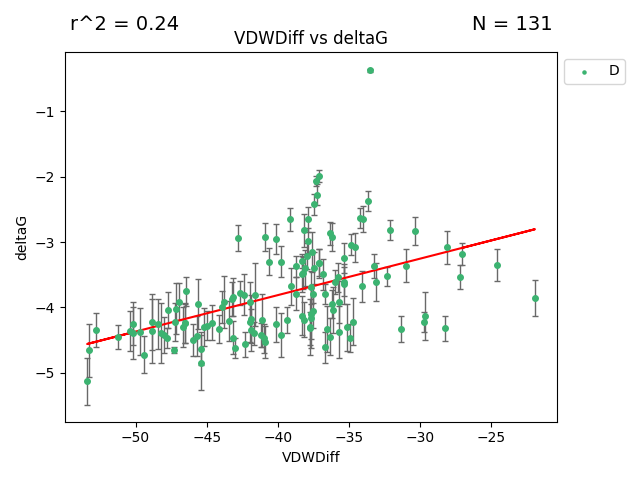 r^2 = 0.24 N = 131
VDWDiff vs deltaG
D
−1
−2
−3
−4
−5
deltaG
−50 −45 −40 −35 −30 −25
VDWDiff